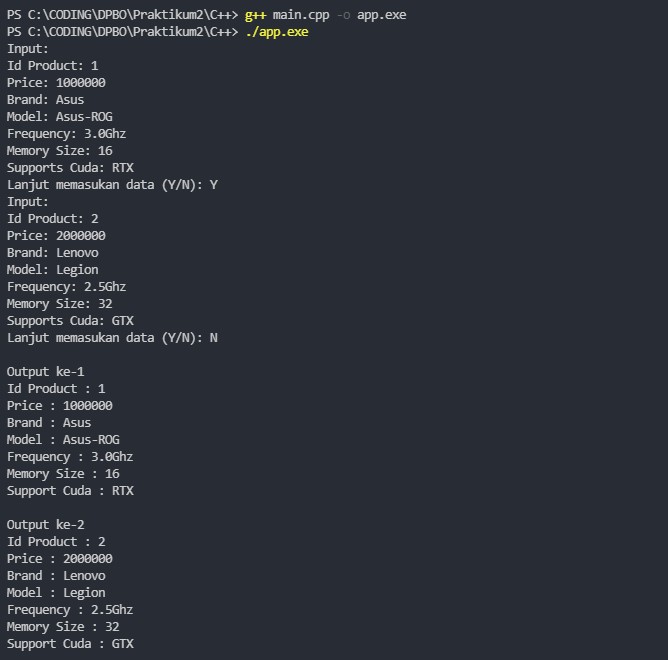 PS C:\CODING\DPBO\Praktikum2\C++> g++ main.cpp -o app.exe
PS C:\CODING\DPBO\Praktikum2\C++> ./app.exe
Input:
Id Product: 1
Price: 1000000
Brand: Asus
Model: Asus-ROG
Frequency: 3.0Ghz
Memory Size: 16
Supports Cuda: RTX
Lanjut memasukan data (Y/N): Y
Input:
Id Product: 2
Price: 2000000
Brand: Lenovo
Model: Legion
Frequency: 2.5Ghz
Memory Size: 32
Supports Cuda: GTX
Lanjut memasukan data (Y/N): N

Output ke-1
Id Product : 1
Price : 1000000
Brand : Asus
Model : Asus-ROG
Frequency : 3.0Ghz
Memory Size : 16
Support Cuda : RTX

Output ke-2
Id Product : 2
Price : 2000000
Brand : Lenovo
Model : Legion
Frequency : 2.5Ghz
Memory Size : 32
Support Cuda : GTX